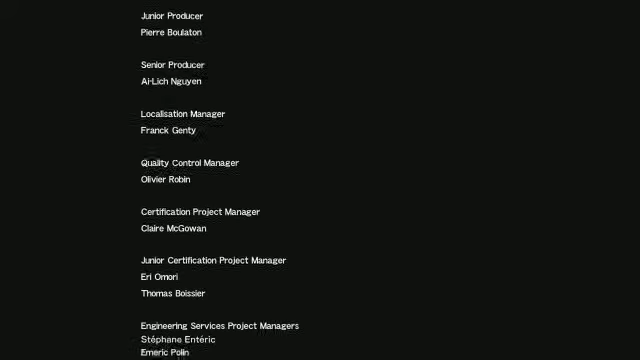 Junior Producer
Pierre Boulaton
Senior Producer
Ai-Lich Nguyen
Localisation Manager
Franck Genty
Quality Control Manager
Olivier Robin
Certification Project Manager
Claire McGowan
Junior Certification Project Manager
Eri Omori
Thomas Boissier
Engineering Services Project Managers
Stéphane Entéric
Emeric Polin